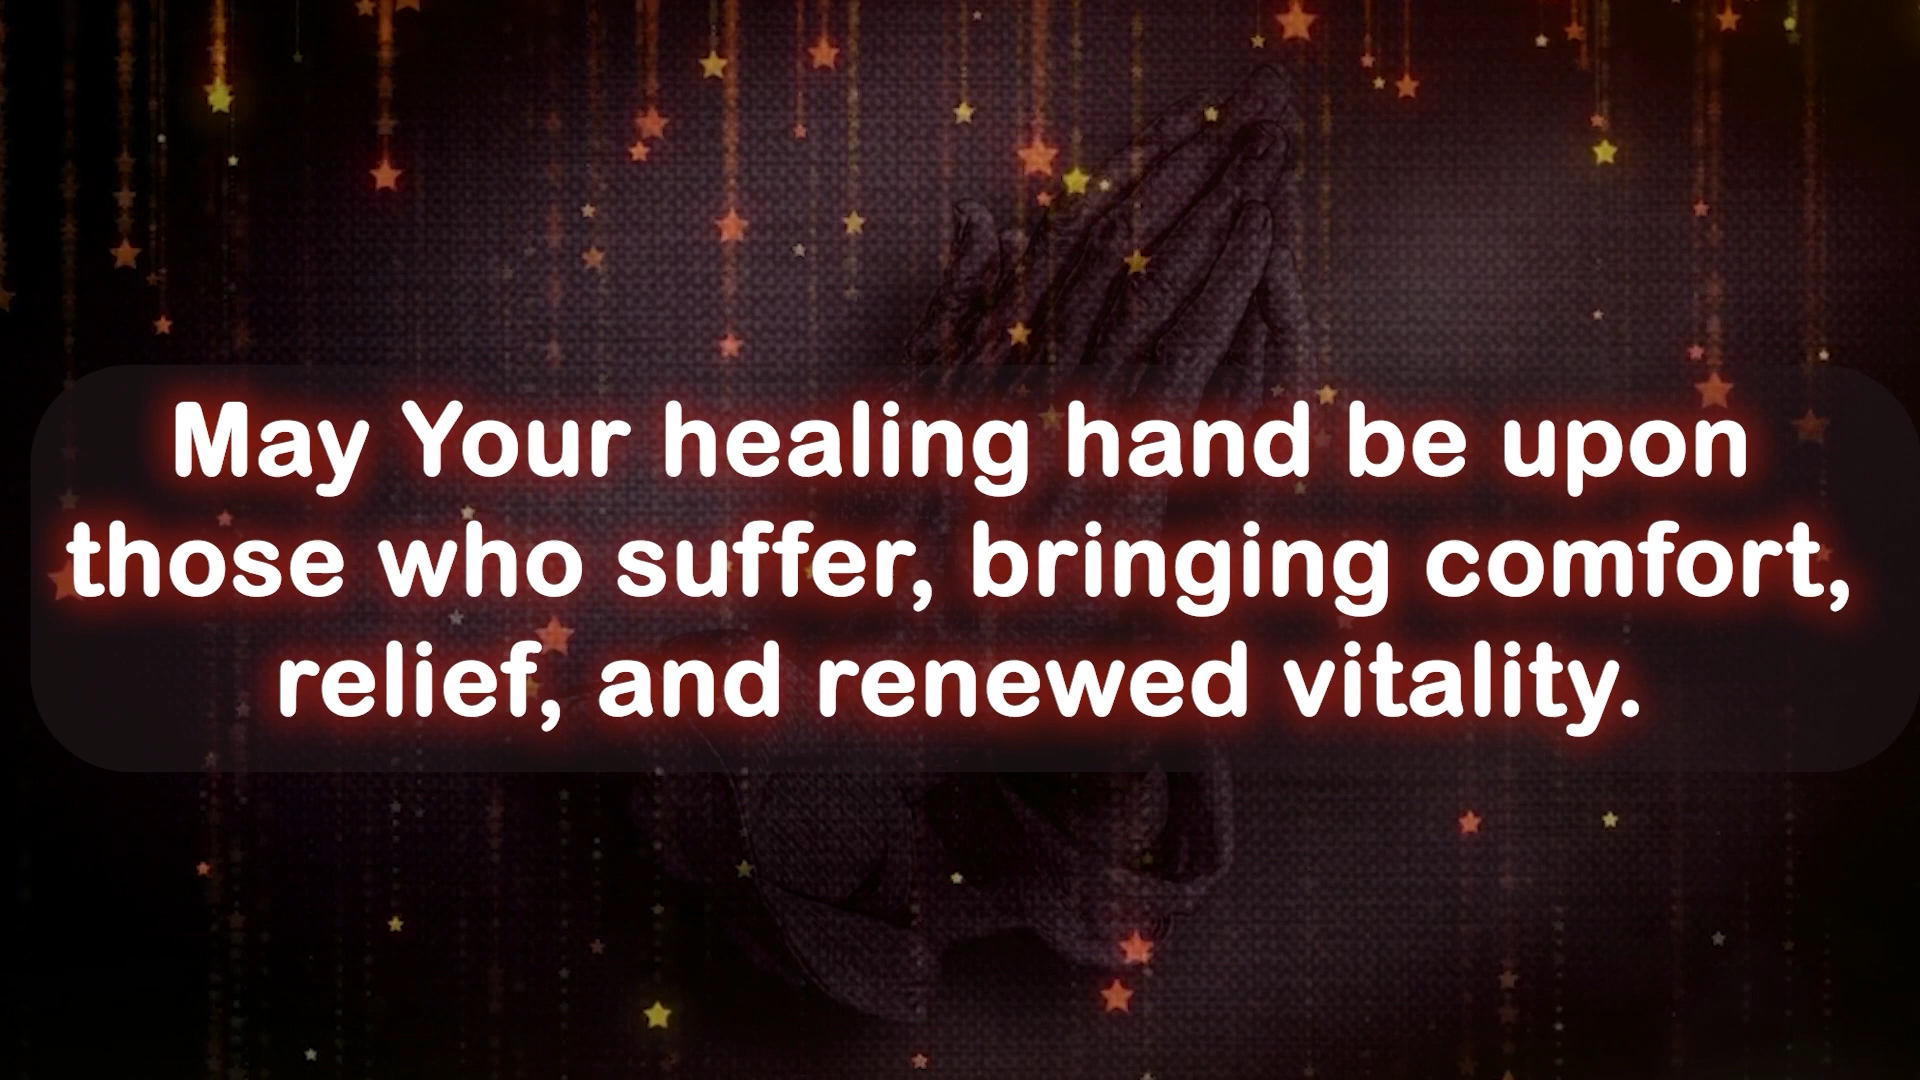 May Your healing hand be upon
those who suffer, bringing comfort,
relief, and renewed vitality.